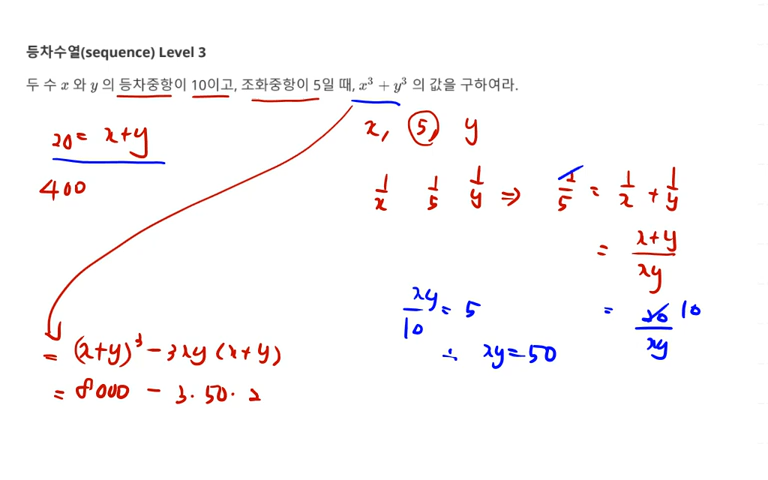 등차수열(sequence) Level 3
두 수 x 와 y 의 등차중항이 10이고, 조화중항이 5일 때, x³ + y³ 의 값을 구하여라.
20 = x+y
400
x, 5, y
1/x 1/5 1/y ⇒ 2/5 = 1/x + 1/y
= x+y/xy
= 20/xy 10
xy/10 = 5
∴ xy=50
= (x+y)³ - 3xy (x+y)
= 8000 - 3·50·2